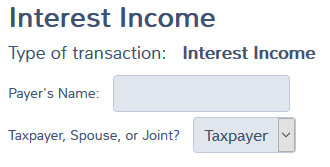 Interest Income
Type of transaction: Interest Income
Payer's Name:
Taxpayer, Spouse, or Joint? Taxpayer